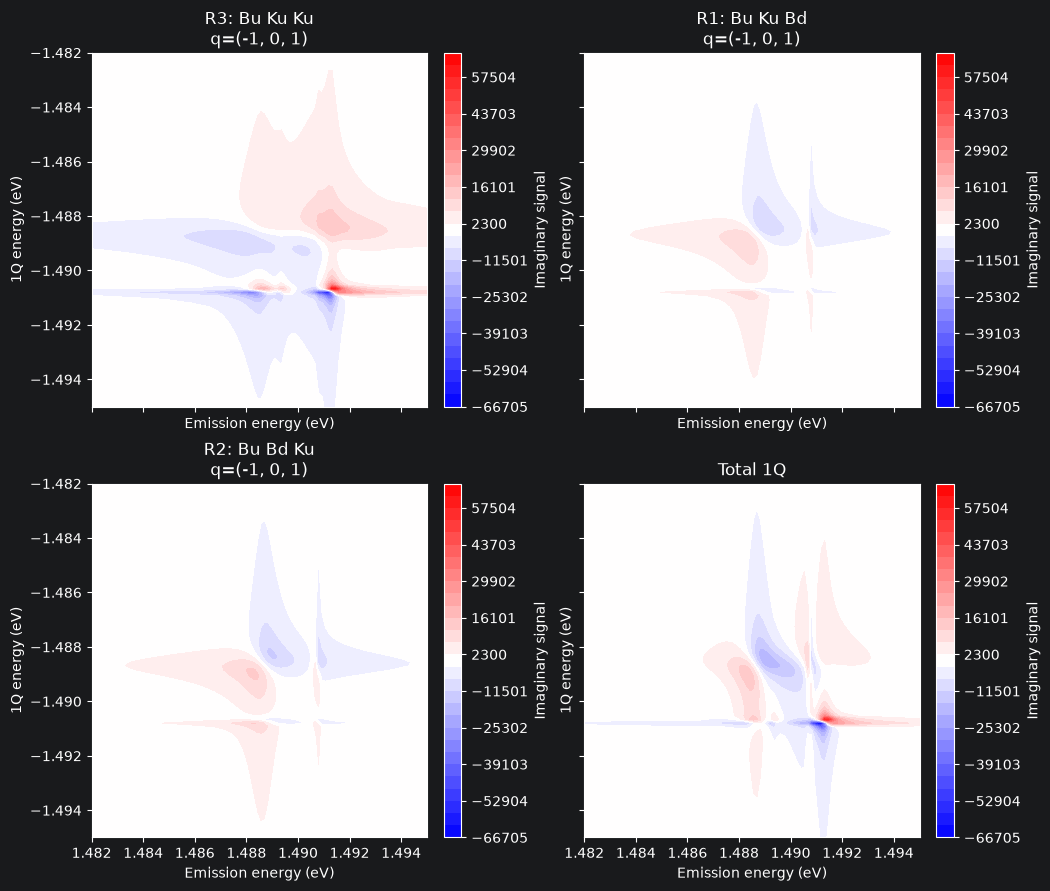 R3: Bu Ku Ku
q=(-1, 0, 1)
−1.482
−1.484
−1.486
−1.488
−1.490
−1.492
−1.494
1Q energy (eV)
Emission energy (eV)
57504
43703
29902
16101
2300
−11501
−25302
−39103
−52904
−66705
Imaginary signal
R1: Bu Ku Bd
q=(-1, 0, 1)
1Q energy (eV)
Emission energy (eV)
57504
43703
29902
16101
2300
−11501
−25302
−39103
−52904
−66705
Imaginary signal
R2: Bu Bd Ku
q=(-1, 0, 1)
−1.482
−1.484
−1.486
−1.488
−1.490
−1.492
−1.494
1Q energy (eV)
1.482 1.484 1.486 1.488 1.490 1.492 1.494
Emission energy (eV)
57504
43703
29902
16101
2300
−11501
−25302
−39103
−52904
−66705
Imaginary signal
Total 1Q
1Q energy (eV)
1.482 1.484 1.486 1.488 1.490 1.492 1.494
Emission energy (eV)
57504
43703
29902
16101
2300
−11501
−25302
−39103
−52904
−66705
Imaginary signal